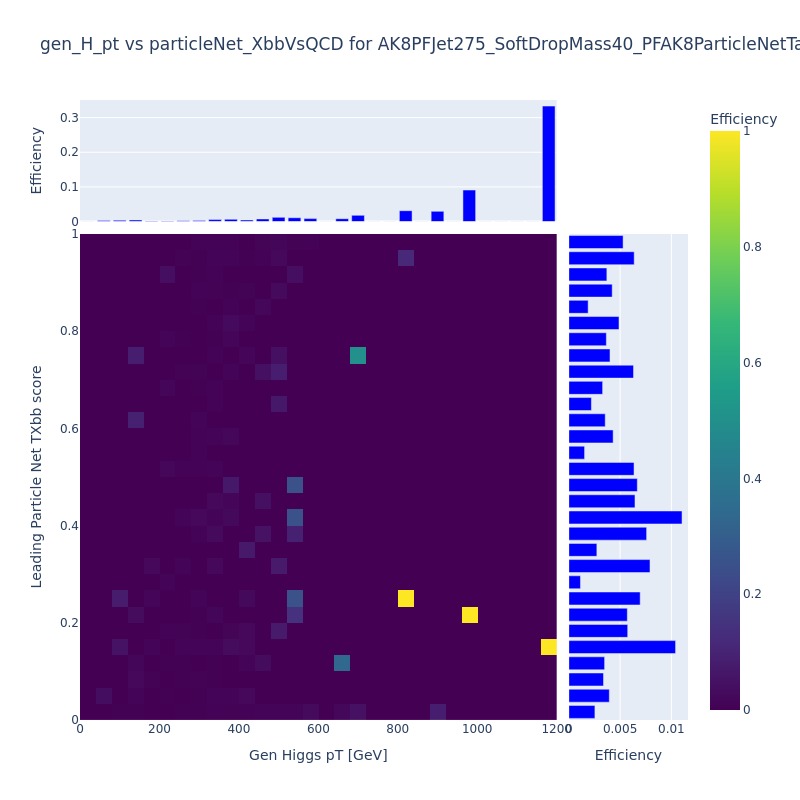 gen_H_pt vs particleNet_XbbVsQCD for AK8PFJet275_SoftDropMass40_PFAK8ParticleNetTa
Efficiency
0.3
0.2
0.1
0
Efficiency
1
0.8
0.6
0.4
0.2
0
Leading Particle Net TXbb score
1
0.8
0.6
0.4
0.2
0
0 200 400 600 800 1000 1200
Gen Higgs pT [GeV]
0 0.005 0.01
Efficiency